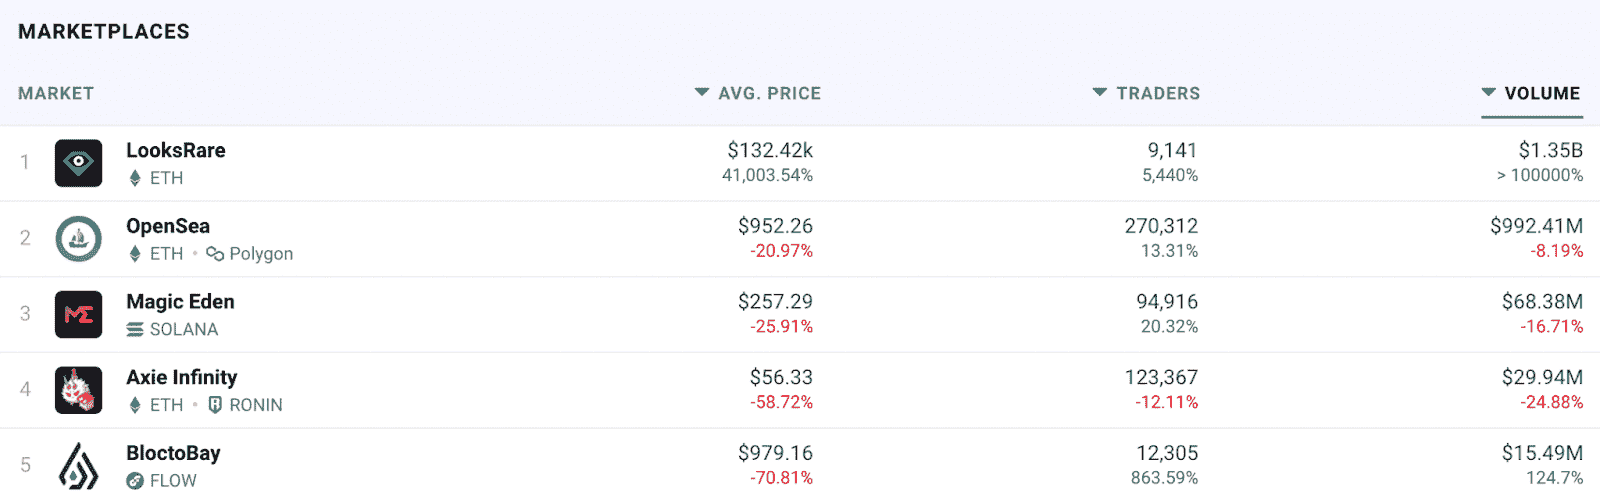 MARKETPLACES
MARKET AVG. PRICE TRADERS VOLUME
1 LooksRare $132.42k 9,141 $1.35B
ETH 41,003.54% 5,440% > 100000%
2 OpenSea $952.26 270,312 $992.41M
ETH • Polygon -20.97% 13.31% -8.19%
3 ME Magic Eden $257.29 94,916 $68.38M
SOLANA -25.91% 20.32% -16.71%
4 Axie Infinity $56.33 123,367 $29.94M
ETH • RONIN -58.72% -12.11% -24.88%
5 BloctoBay $979.16 12,305 $15.49M
FLOW -70.81% 863.59% 124.7%